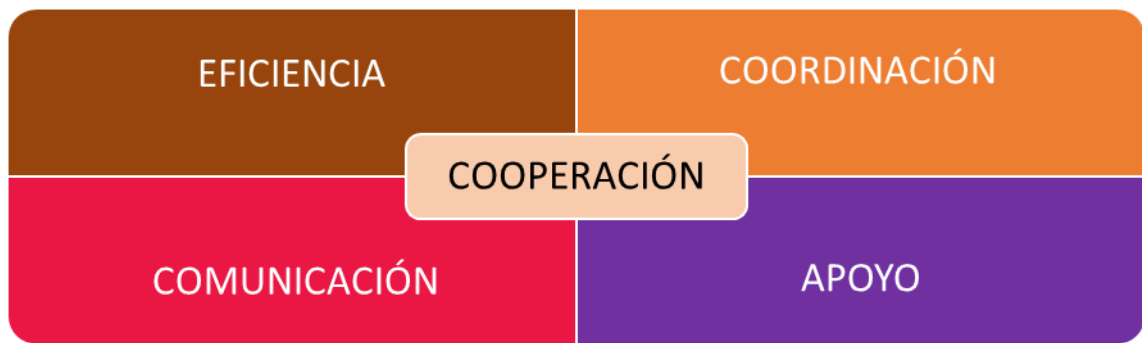 EFICIENCIA
COORDINACIÓN
COOPERACIÓN
COMUNICACIÓN
APOYO